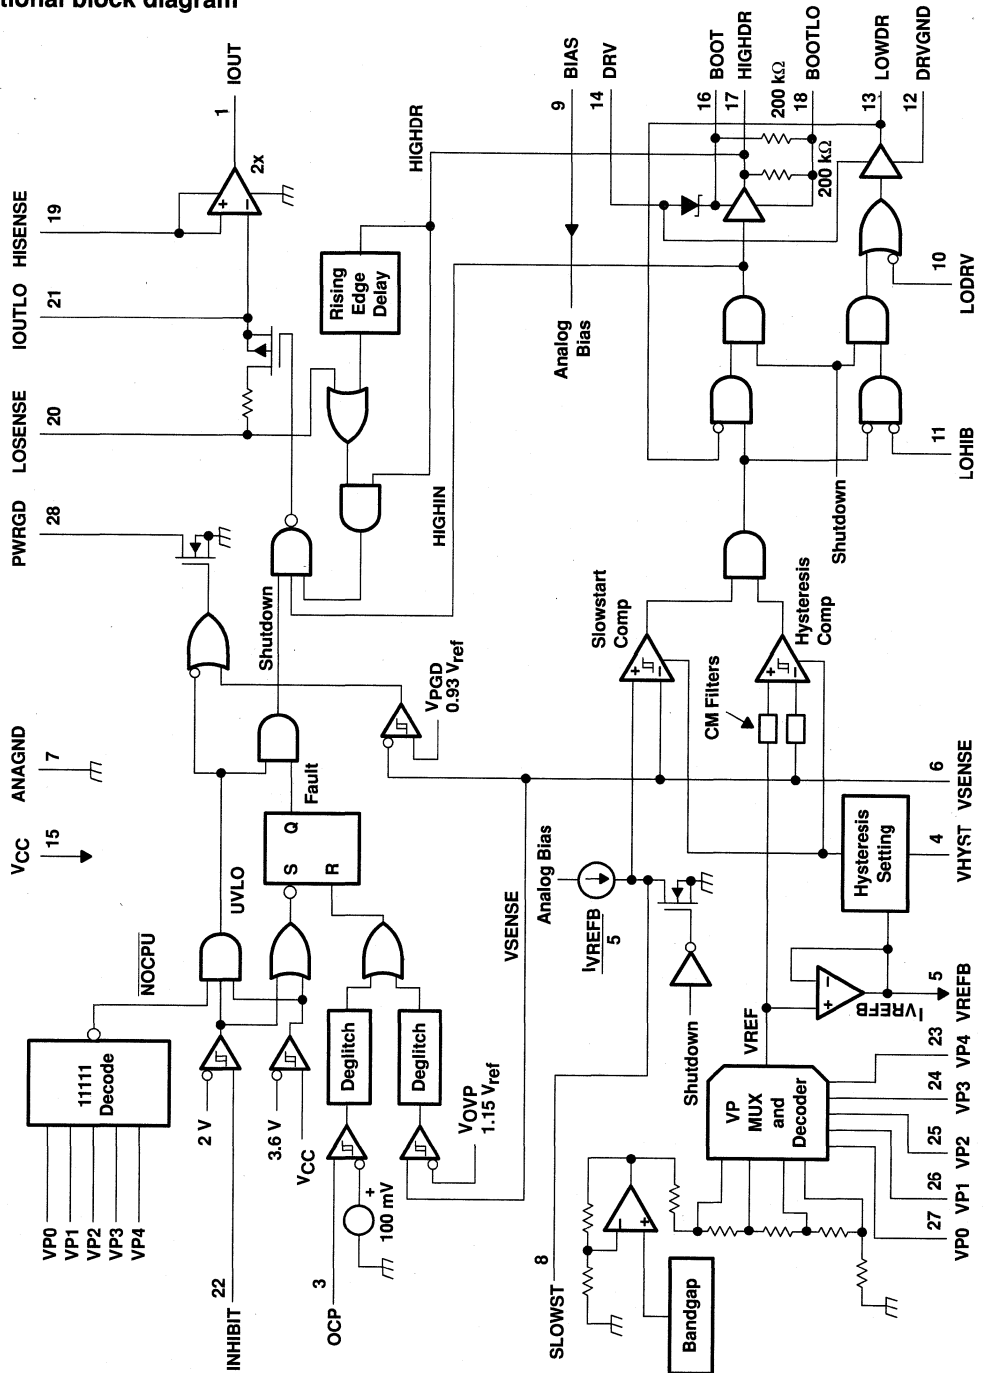 tional block diagram
VCC
15
ANAGND
7
PWRGD
28
LOSENSE
20
IOUTLO
21
HISENSE
19
1
IOUT
2x
+
−
11111
Decode
NOCPU
VP0
VP1
VP2
VP3
VP4
UVLO
2 V
3.6 V
VCC
INHIBIT
22
OCP
3
+
100 mV
Deglitch
Deglitch
VOVP
1.15 Vref
S
R
Q
Fault
Shutdown
VPGD
0.93 Vref
Rising
Edge
Delay
HIGHDR
HIGHIN
VSENSE
Analog
Bias
9
BIAS
14
DRV
16
BOOT
17
HIGHDR
200 kΩ
18
BOOTLO
200 kΩ
13
LOWDR
12
DRVGND
10
LODRV
11
LOHIB
Shutdown
Slowstart
Comp
+
−
Hysteresis
Comp
+
−
CM Filters
6
VSENSE
4
VHYST
Hysteresis
Setting
Analog Bias
IVREFB
5
Shutdown
VREF
−
+
IVREFB
5
VREFB
VP
MUX
and
Decoder
23
VP4
24
VP3
25
VP2
26
VP1
27
VP0
SLOWST
8
−
+
Bandgap